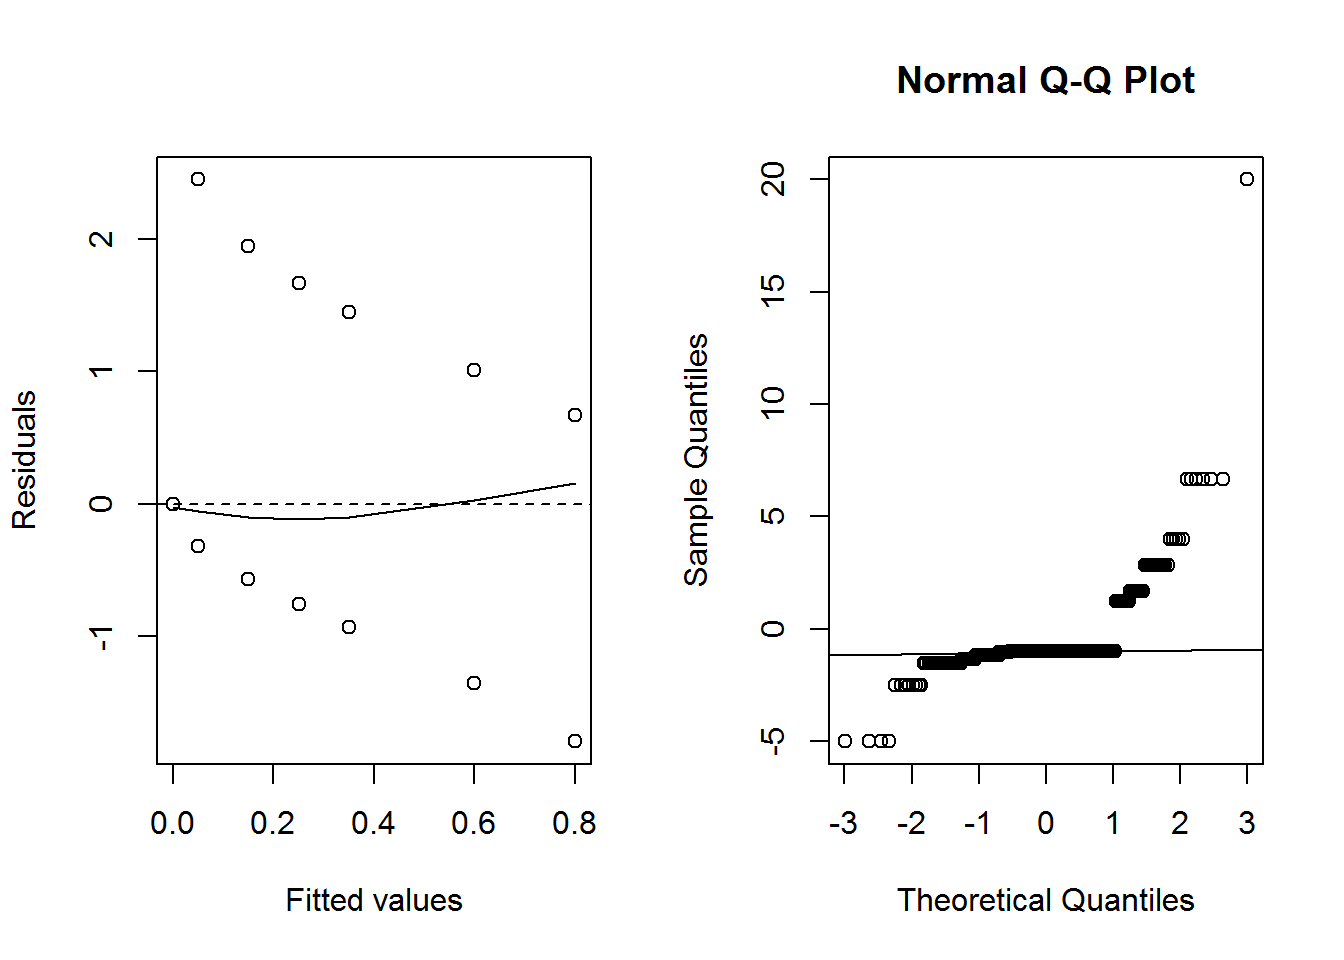 Residuals
2
1
0
-1
0.0 0.2 0.4 0.6 0.8
Fitted values
Normal Q-Q Plot
Sample Quantiles
20
15
10
5
0
-5
-3 -2 -1 0 1 2 3
Theoretical Quantiles